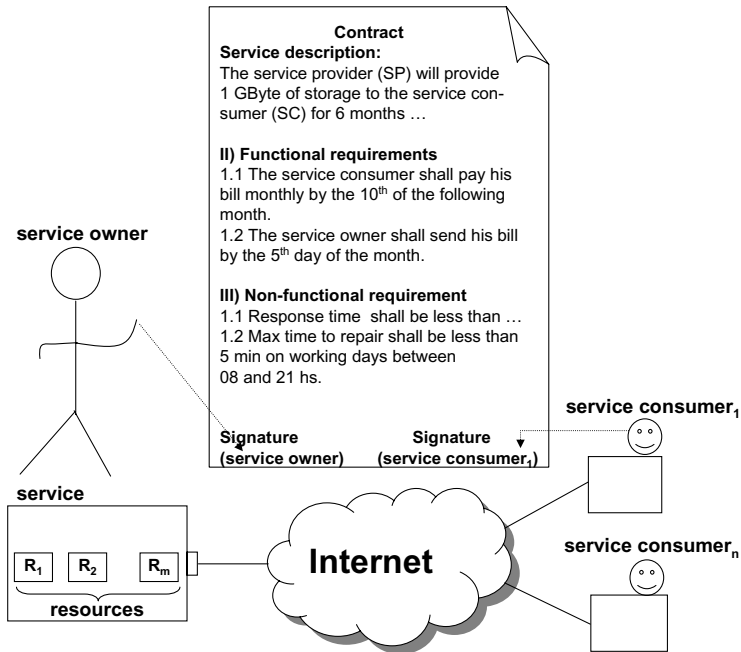 Contract
Service description:
The service provider (SP) will provide
1 GByte of storage to the service con-
sumer (SC) for 6 months …
II) Functional requirements
1.1 The service consumer shall pay his
bill monthly by the 10th of the following
month.
1.2 The service owner shall send his bill
by the 5th day of the month.
III) Non-functional requirement
1.1 Response time shall be less than …
1.2 Max time to repair shall be less than
5 min on working days between
08 and 21 hs.
Signature
(service owner)
Signature
(service consumer1)
service owner
service consumer1
service
R1 R2 Rm
resources
Internet
service consumern